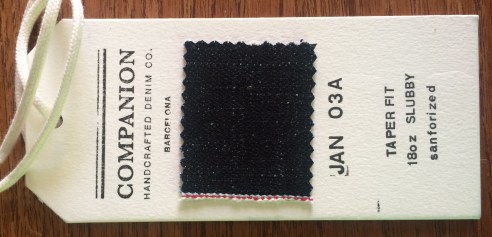 COMPANION
HANDCRAFTED DENIM CO.
BARCELONA
JAN 03A
TAPER FIT
18oz SLUBBY
sanforized